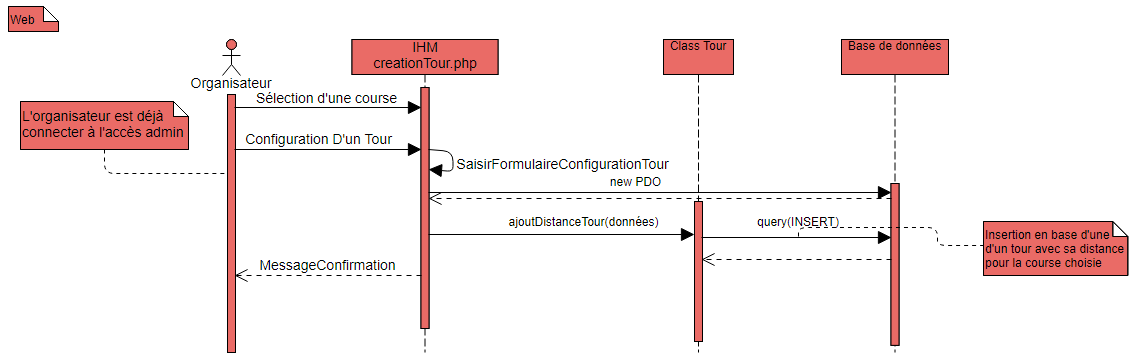 Web
IHM
creationTour.php
Class Tour
Base de données
Organisateur
Sélection d'une course
L'organisateur est déjà
connecter à l'accès admin
Configuration D'un Tour
SaisirFormulaireConfigurationTour
new PDO
ajoutDistanceTour(données)
query(INSERT)
Insertion en base d'une
d'un tour avec sa distance
pour la course choisie
MessageConfirmation